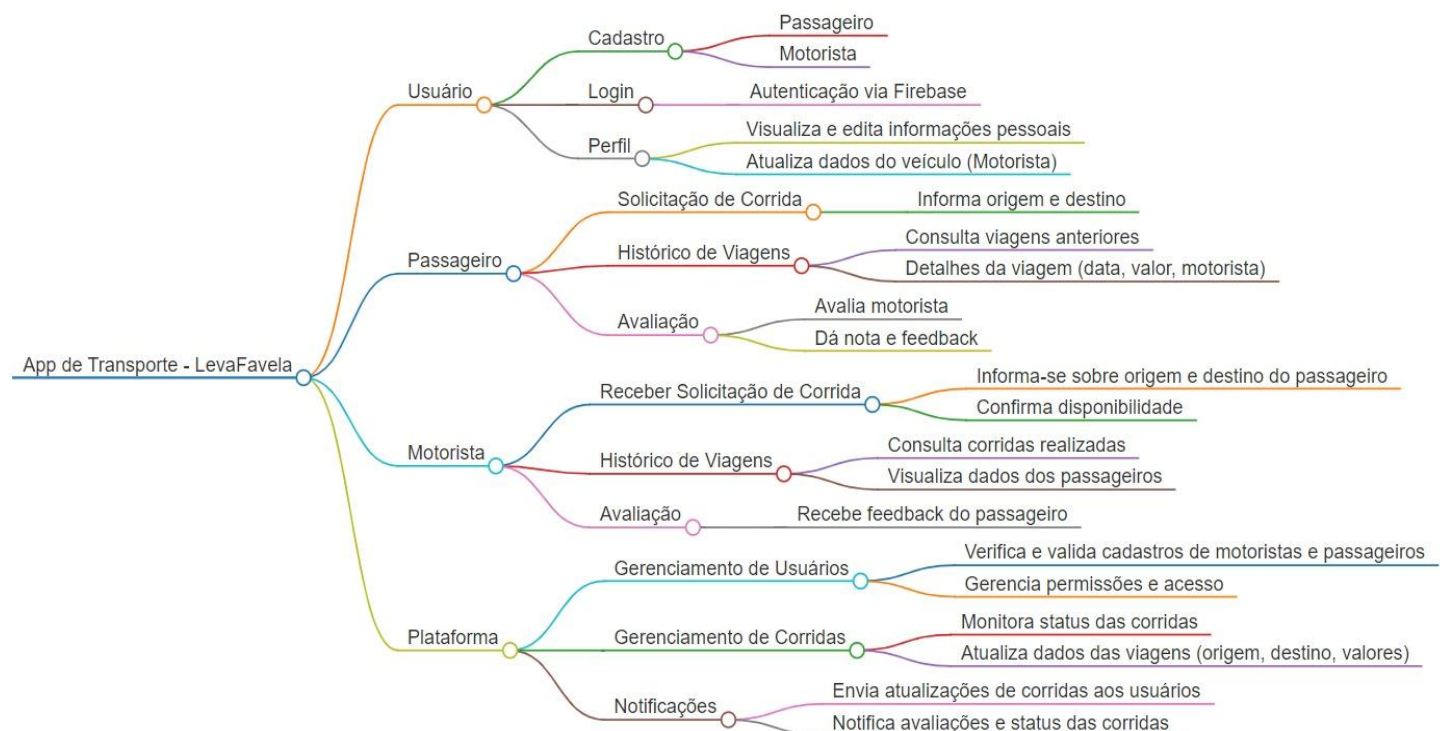 App de Transporte - LevaFavela
Usuário
Cadastro
Passageiro
Motorista
Login
Autenticação via Firebase
Perfil
Visualiza e edita informações pessoais
Atualiza dados do veículo (Motorista)
Passageiro
Solicitação de Corrida
Informa origem e destino
Histórico de Viagens
Consulta viagens anteriores
Detalhes da viagem (data, valor, motorista)
Avaliação
Avalia motorista
Dá nota e feedback
Motorista
Receber Solicitação de Corrida
Informa-se sobre origem e destino do passageiro
Confirma disponibilidade
Histórico de Viagens
Consulta corridas realizadas
Visualiza dados dos passageiros
Avaliação
Recebe feedback do passageiro
Plataforma
Gerenciamento de Usuários
Verifica e valida cadastros de motoristas e passageiros
Gerencia permissões e acesso
Gerenciamento de Corridas
Monitora status das corridas
Atualiza dados das viagens (origem, destino, valores)
Notificações
Envia atualizações de corridas aos usuários
Notifica avaliações e status das corridas